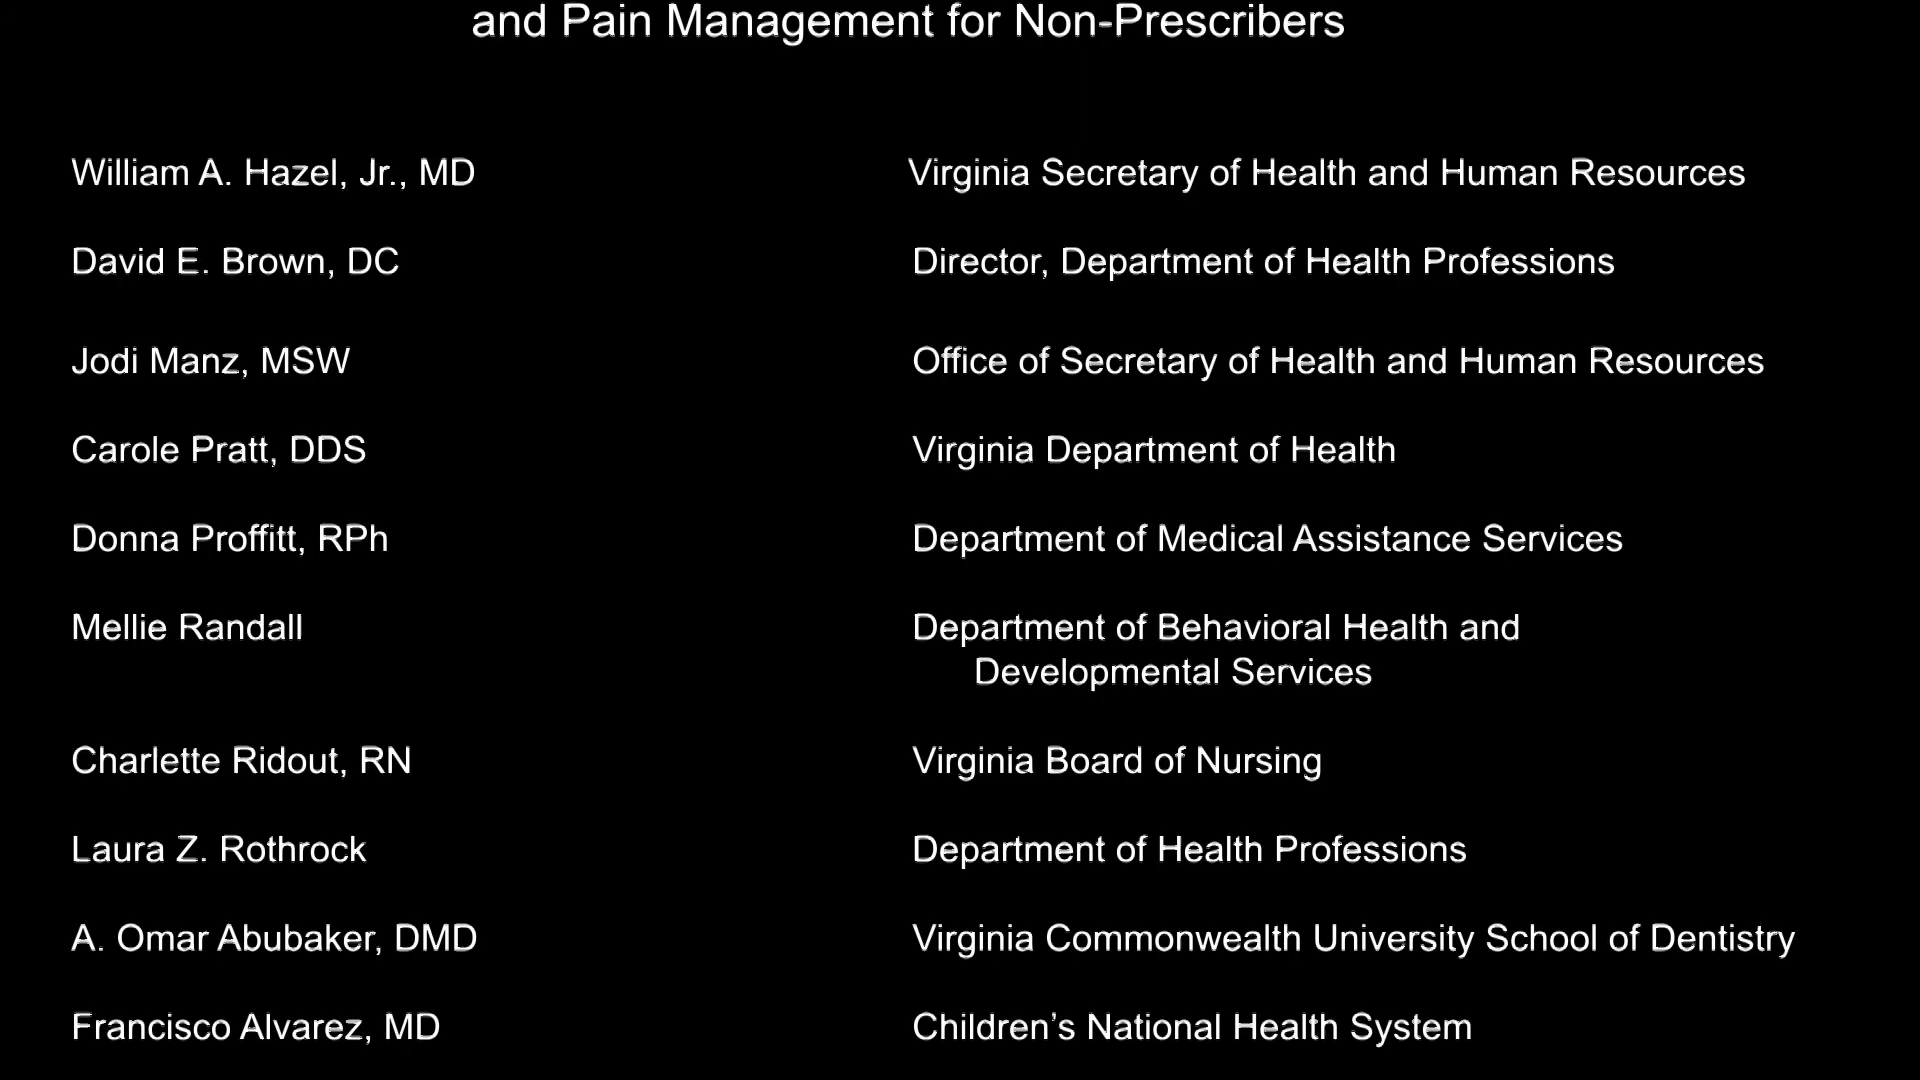 and Pain Management for Non-Prescribers
William A. Hazel, Jr., MD Virginia Secretary of Health and Human Resources
David E. Brown, DC Director, Department of Health Professions
Jodi Manz, MSW Office of Secretary of Health and Human Resources
Carole Pratt, DDS Virginia Department of Health
Donna Proffitt, RPh Department of Medical Assistance Services
Mellie Randall Department of Behavioral Health and
Developmental Services
Charlette Ridout, RN Virginia Board of Nursing
Laura Z. Rothrock Department of Health Professions
A. Omar Abubaker, DMD Virginia Commonwealth University School of Dentistry
Francisco Alvarez, MD Children’s National Health System